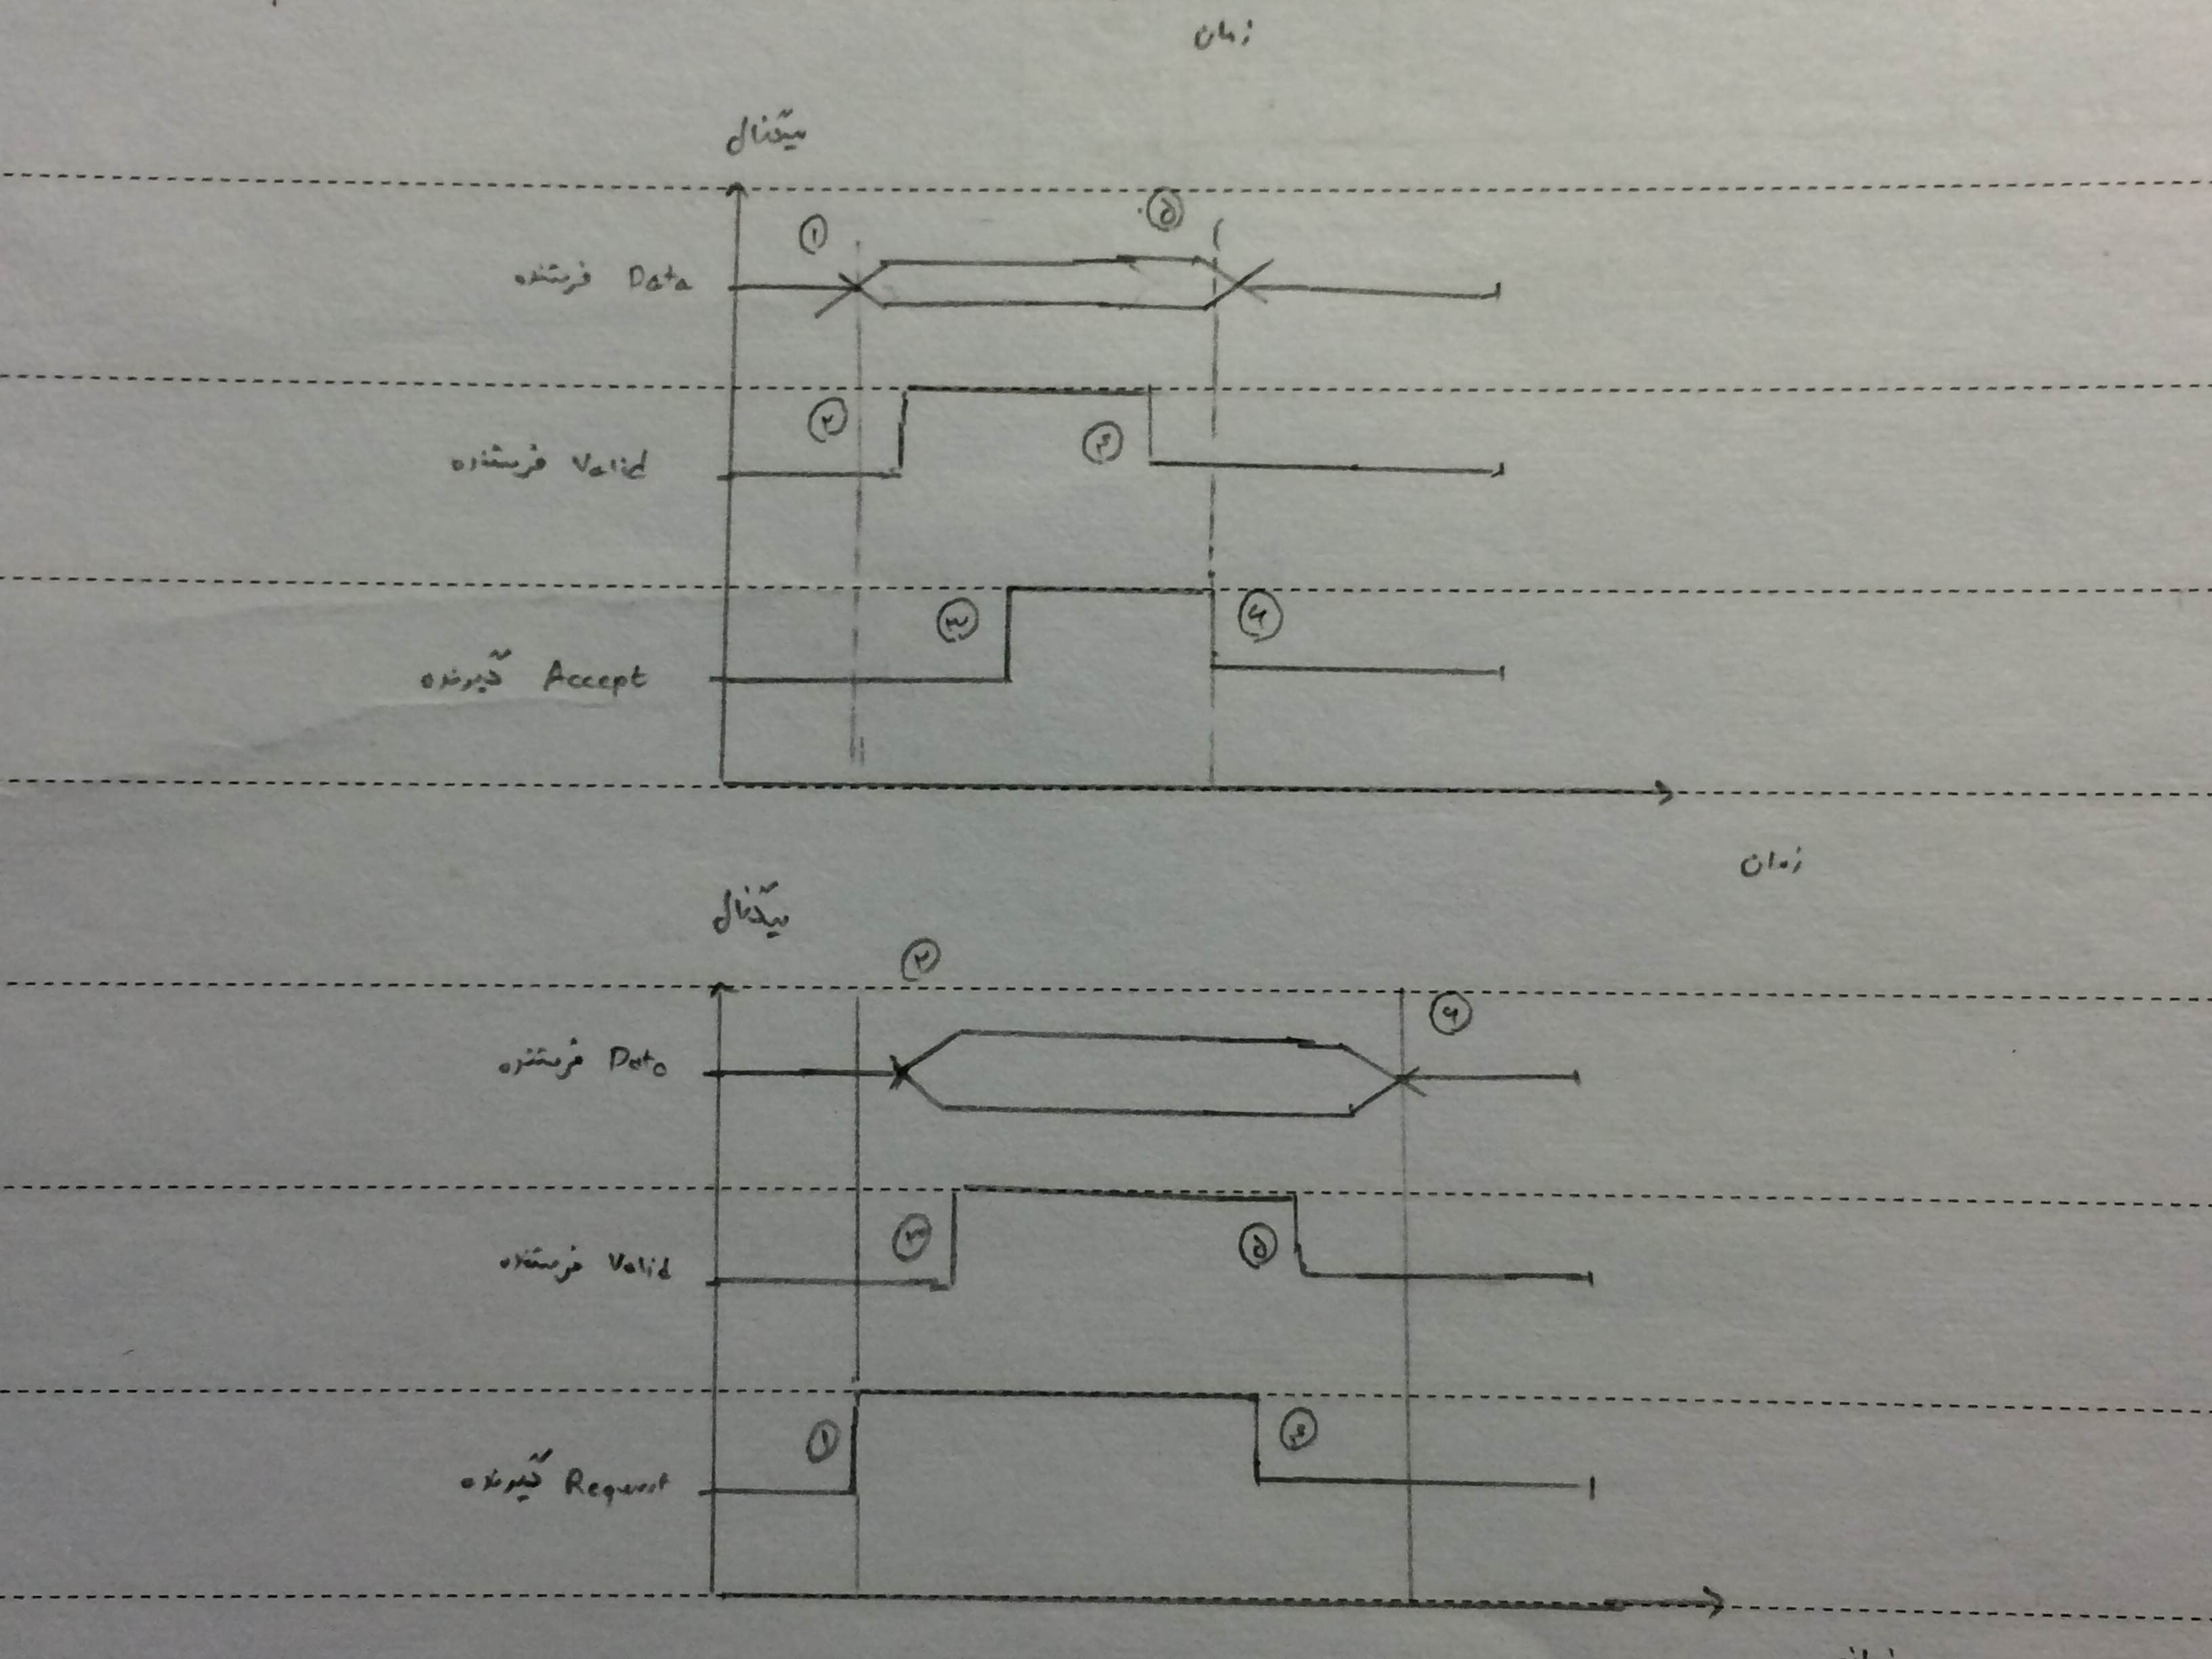 زمان
سیگنال
۱ ۵
Data فرستنده
۲ ۴
Valid فرستنده
۳ ۶
Accept گیرنده
زمان
سیگنال
۲ ۶
Data فرستنده
۳ ۵
Valid فرستنده
۱ ۴
Request گیرنده